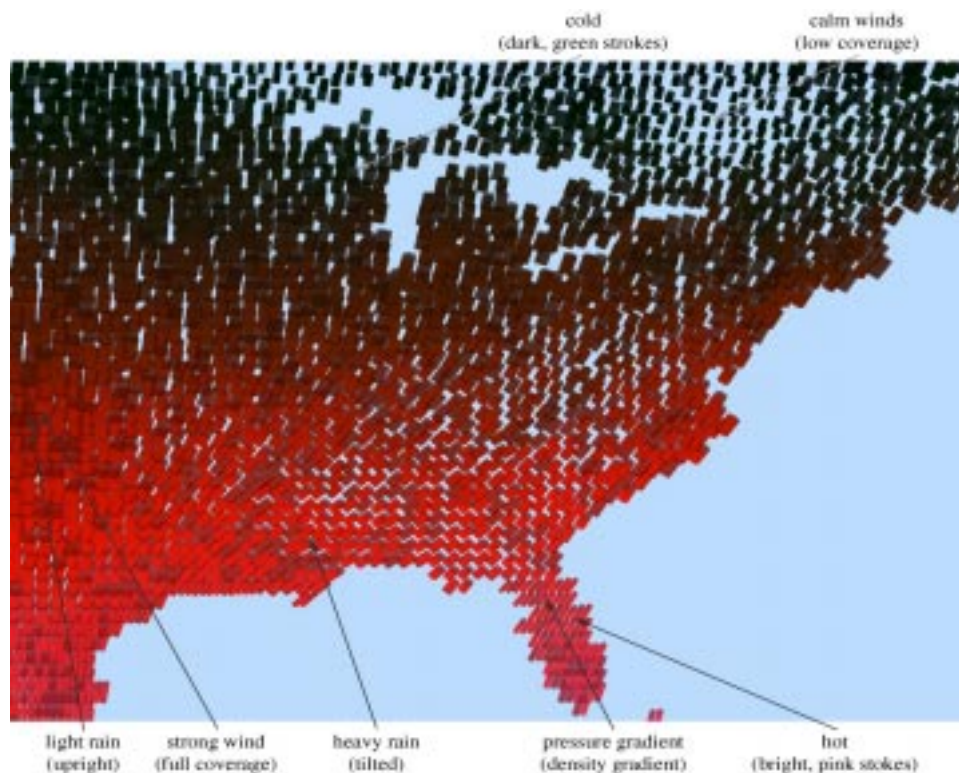 cold
(dark, green strokes)
calm winds
(low coverage)
light rain
(upright)
strong wind
(full coverage)
heavy rain
(tilted)
pressure gradient
(density gradient)
hot
(bright, pink stokes)